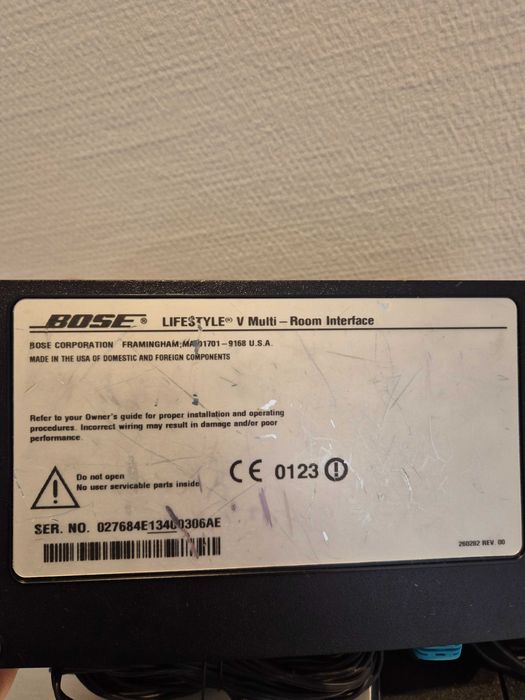 BOSE® LIFESTYLE® V Multi-Room Interface
BOSE CORPORATION FRAMINGHAM, MA 01701-9168 U.S.A.
MADE IN THE USA OF DOMESTIC AND FOREIGN COMPONENTS
Refer to your Owner's guide for proper installation and operating
procedures. Incorrect wiring may result in damage and/or poor
performance.
Do not open
No user servicable parts inside
CE 0123
SER. NO. 027684E13400306AE
260282 REV 00